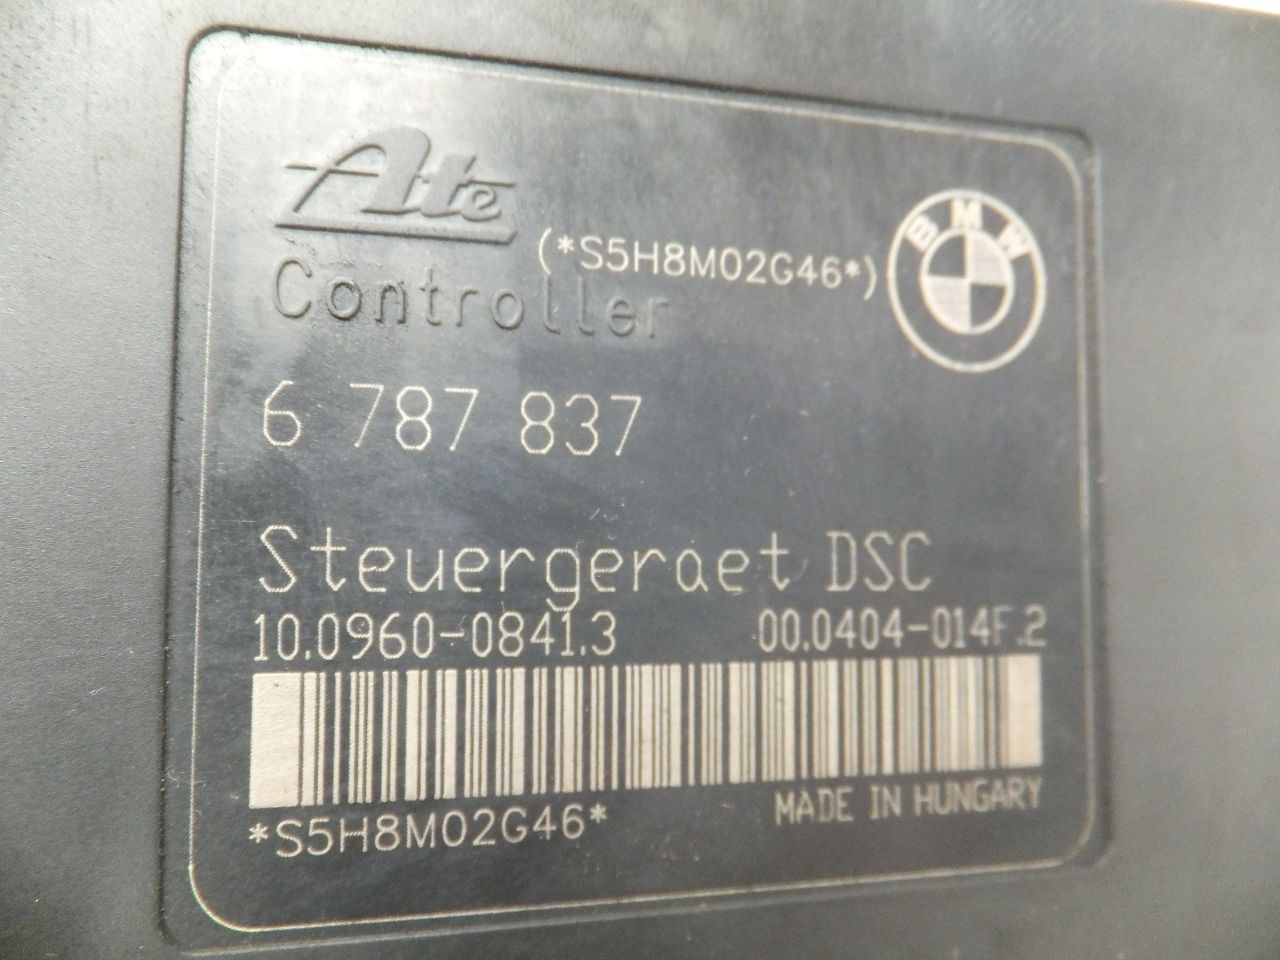 Ate
(*S5H8M02G46*)
BMW
Controller
6 787 837
Steuergeraet DSC
10.0960-0841.3 00.0404-014F.2
*S5H8M02G46*
MADE IN HUNGARY